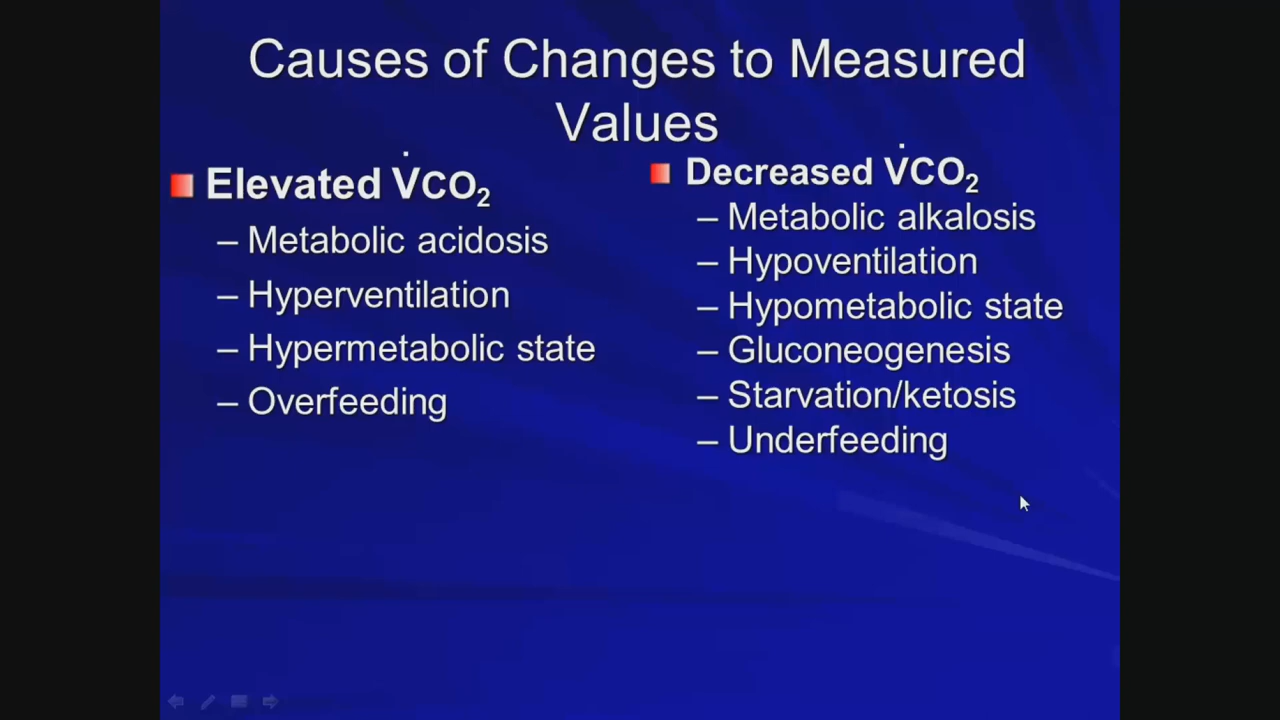 Causes of Changes to Measured
Values
Elevated V̇CO₂
– Metabolic acidosis
– Hyperventilation
– Hypermetabolic state
– Overfeeding
Decreased V̇CO₂
– Metabolic alkalosis
– Hypoventilation
– Hypometabolic state
– Gluconeogenesis
– Starvation/ketosis
– Underfeeding